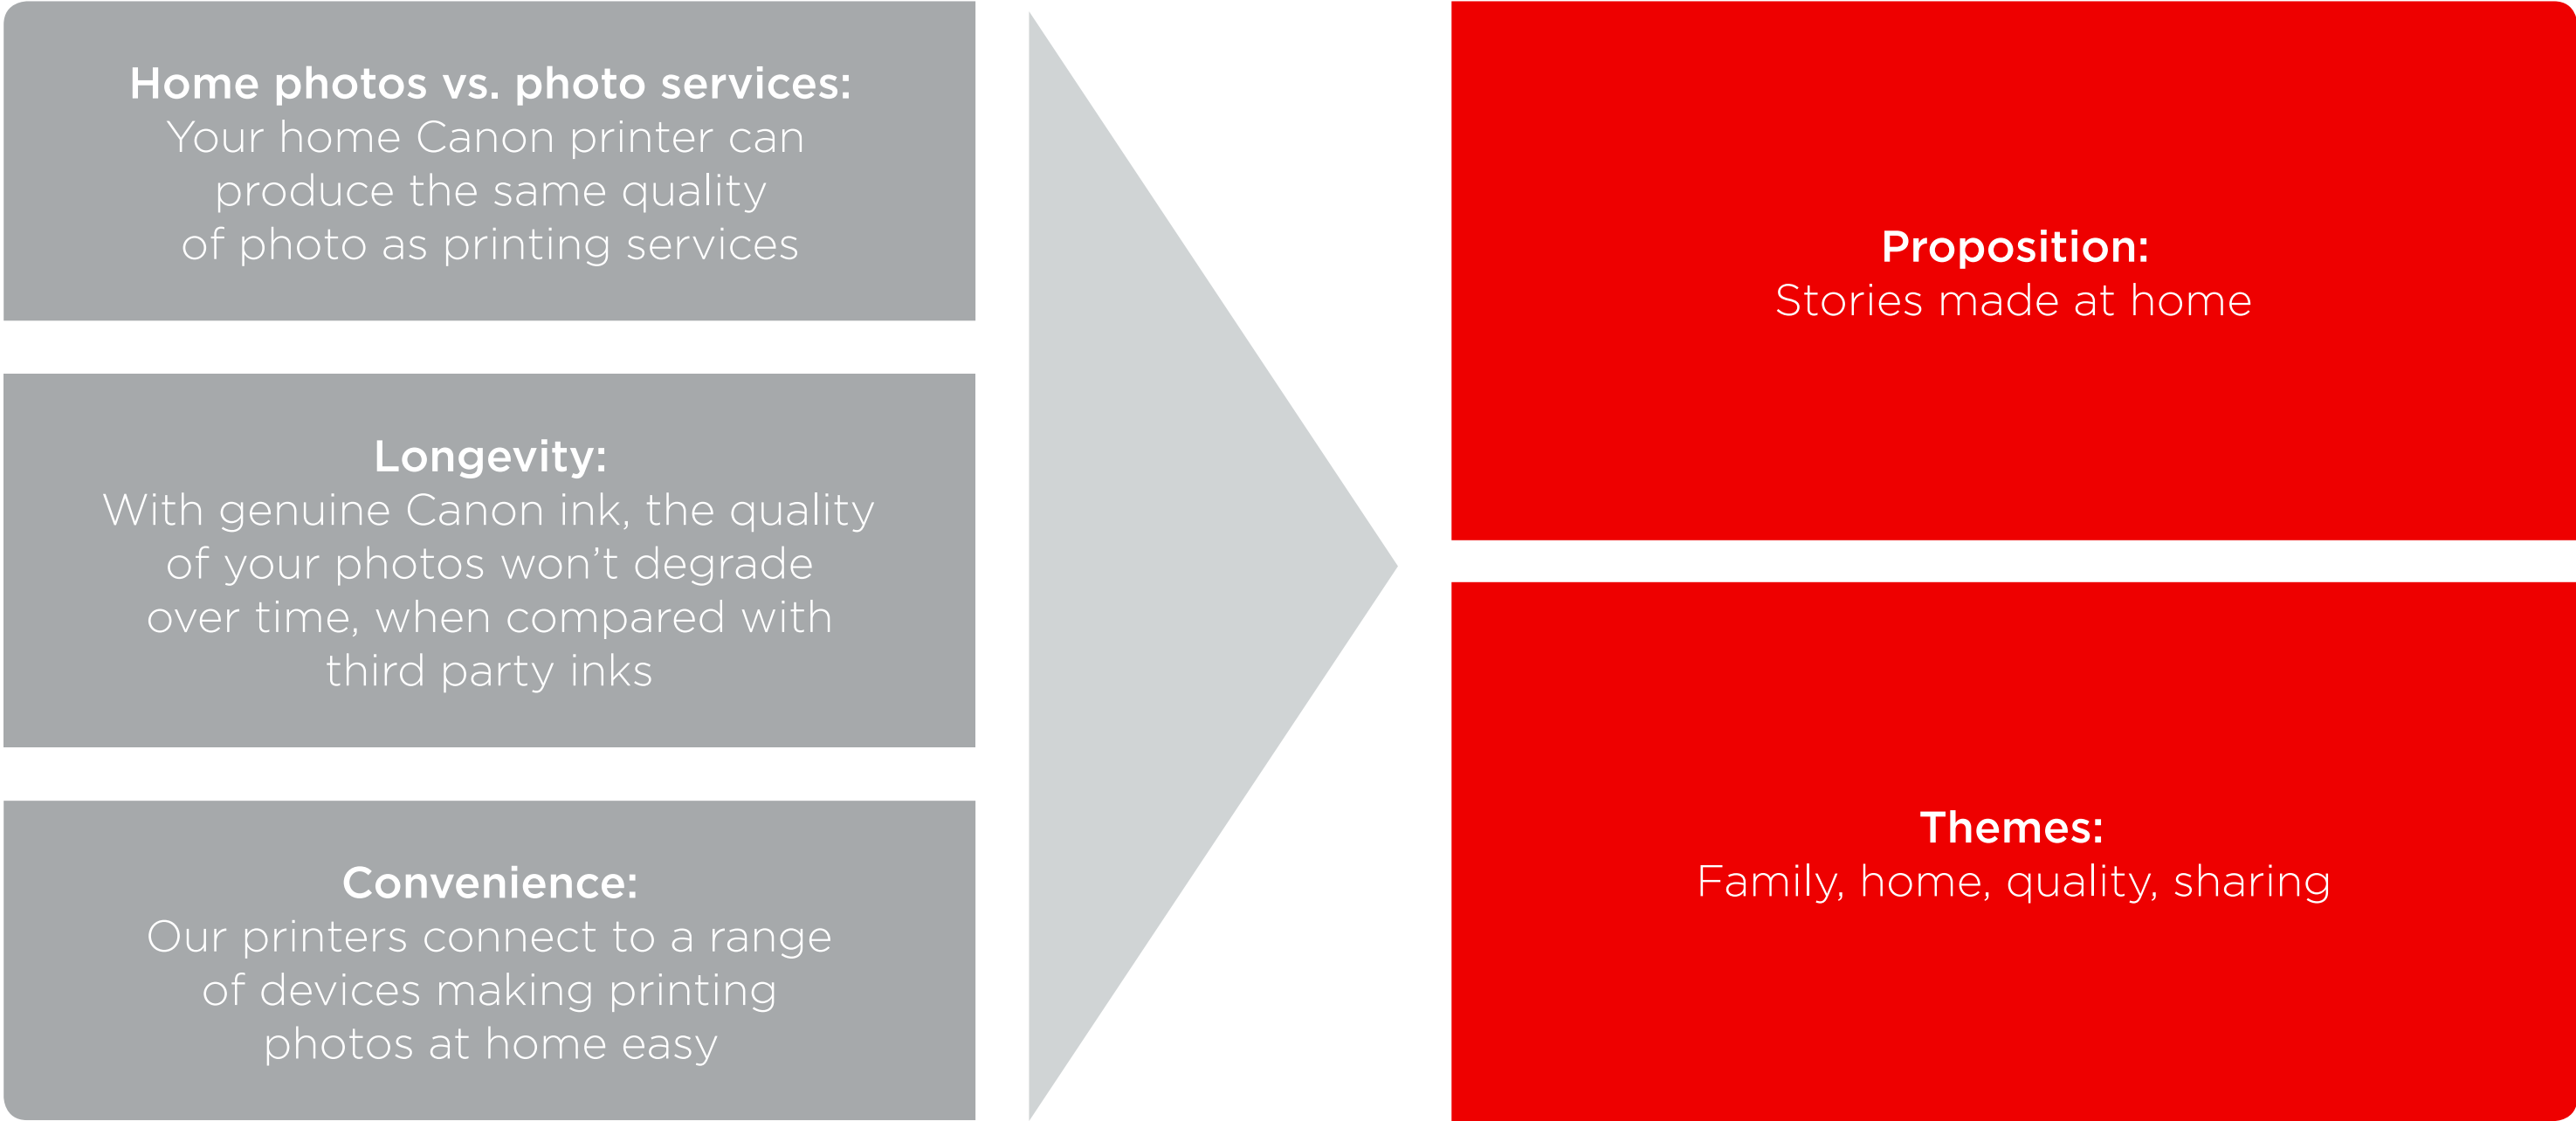 Home photos vs. photo services:
Your home Canon printer can
produce the same quality
of photo as printing services
Longevity:
With genuine Canon ink, the quality
of your photos won’t degrade
over time, when compared with
third party inks
Convenience:
Our printers connect to a range
of devices making printing
photos at home easy
Proposition:
Stories made at home
Themes:
Family, home, quality, sharing